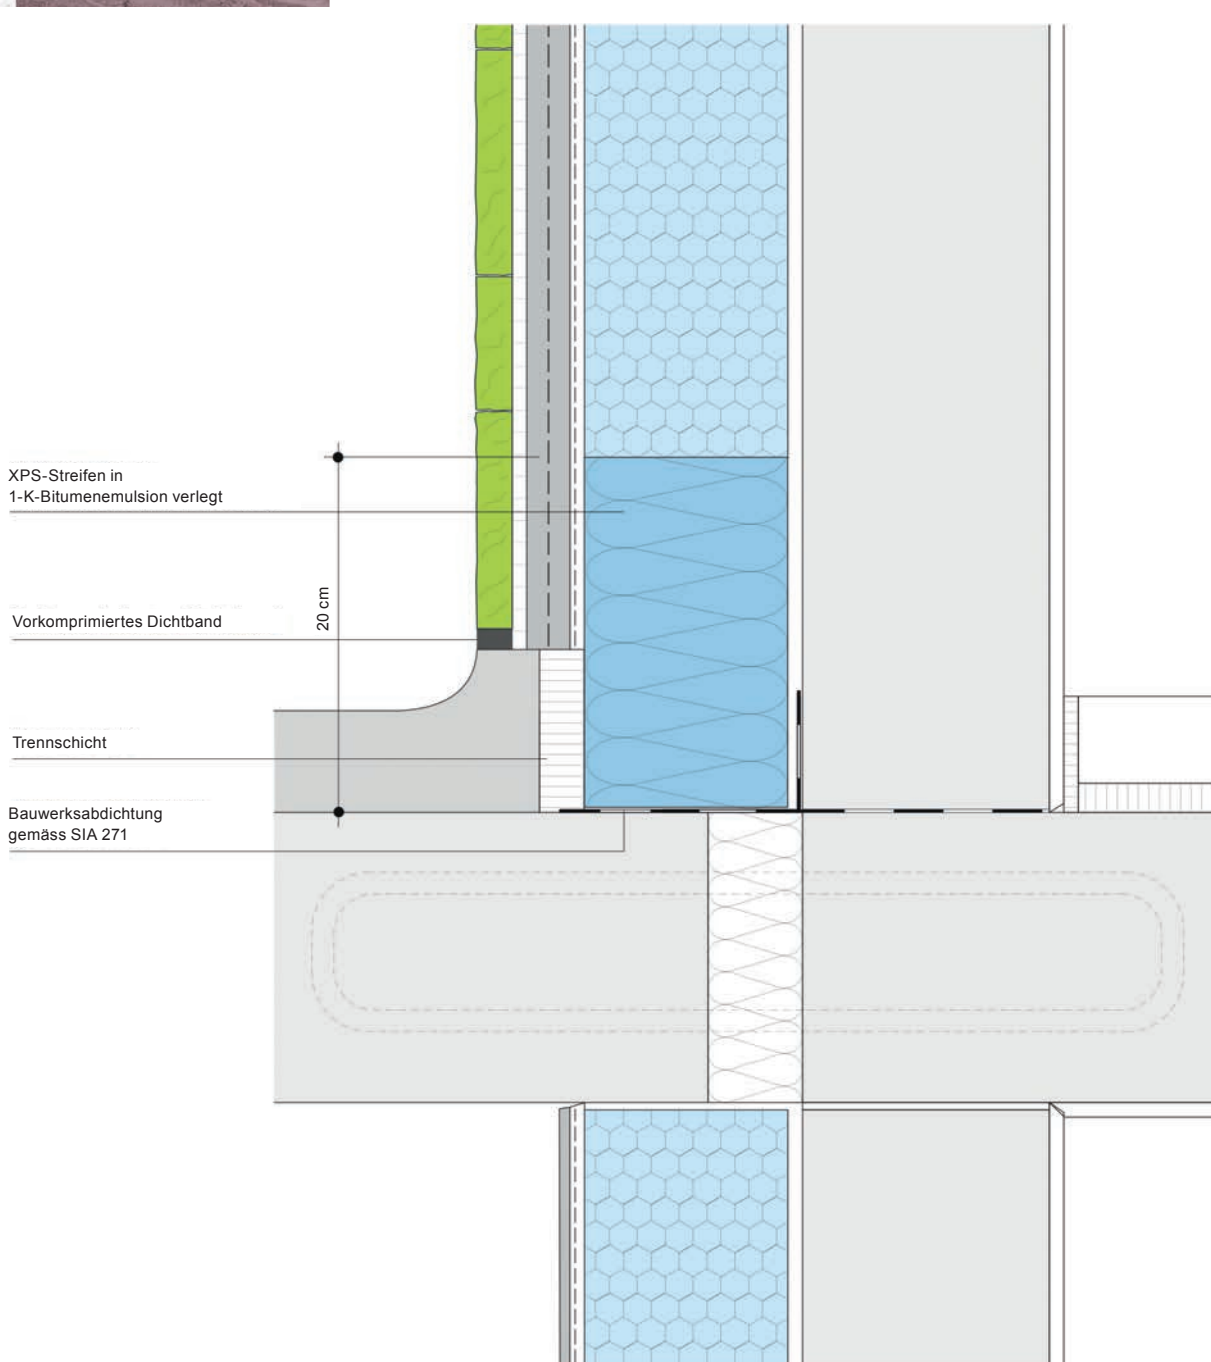 XPS-Streifen in
1-K-Bitumenemulsion verlegt
20 cm
Vorkomprimiertes Dichtband
Trennschicht
Bauwerksabdichtung
gemäss SIA 271